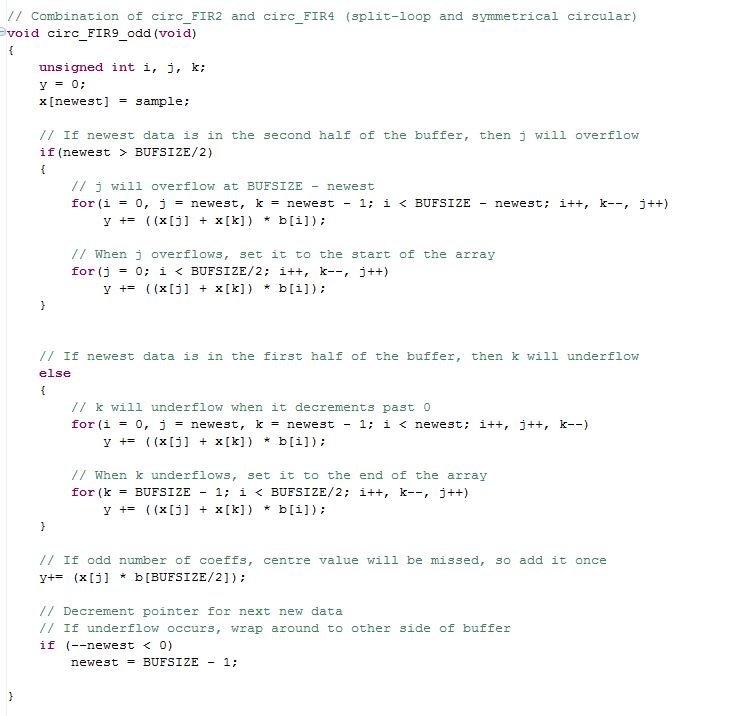 // Combination of circ_FIR2 and circ_FIR4 (split-loop and symmetrical circular)
void circ_FIR9_odd(void)
{
    unsigned int i, j, k;
    y = 0;
    x[newest] = sample;

    // If newest data is in the second half of the buffer, then j will overflow
    if(newest > BUFSIZE/2)
    {
        // j will overflow at BUFSIZE - newest
        for(i = 0, j = newest, k = newest - 1; i < BUFSIZE - newest; i++, k--, j++)
            y += ((x[j] + x[k]) * b[i]);

        // When j overflows, set it to the start of the array
        for(j = 0; i < BUFSIZE/2; i++, k--, j++)
            y += ((x[j] + x[k]) * b[i]);
    }


    // If newest data is in the first half of the buffer, then k will underflow
    else
    {
        // k will underflow when it decrements past 0
        for(i = 0, j = newest, k = newest - 1; i < newest; i++, j++, k--)
            y += ((x[j] + x[k]) * b[i]);

        // When k underflows, set it to the end of the array
        for(k = BUFSIZE - 1; i < BUFSIZE/2; i++, k--, j++)
            y += ((x[j] + x[k]) * b[i]);
    }

    // If odd number of coeffs, centre value will be missed, so add it once
    y+= (x[j] * b[BUFSIZE/2]);

    // Decrement pointer for next new data
    // If underflow occurs, wrap around to other side of buffer
    if (--newest < 0)
        newest = BUFSIZE - 1;

}